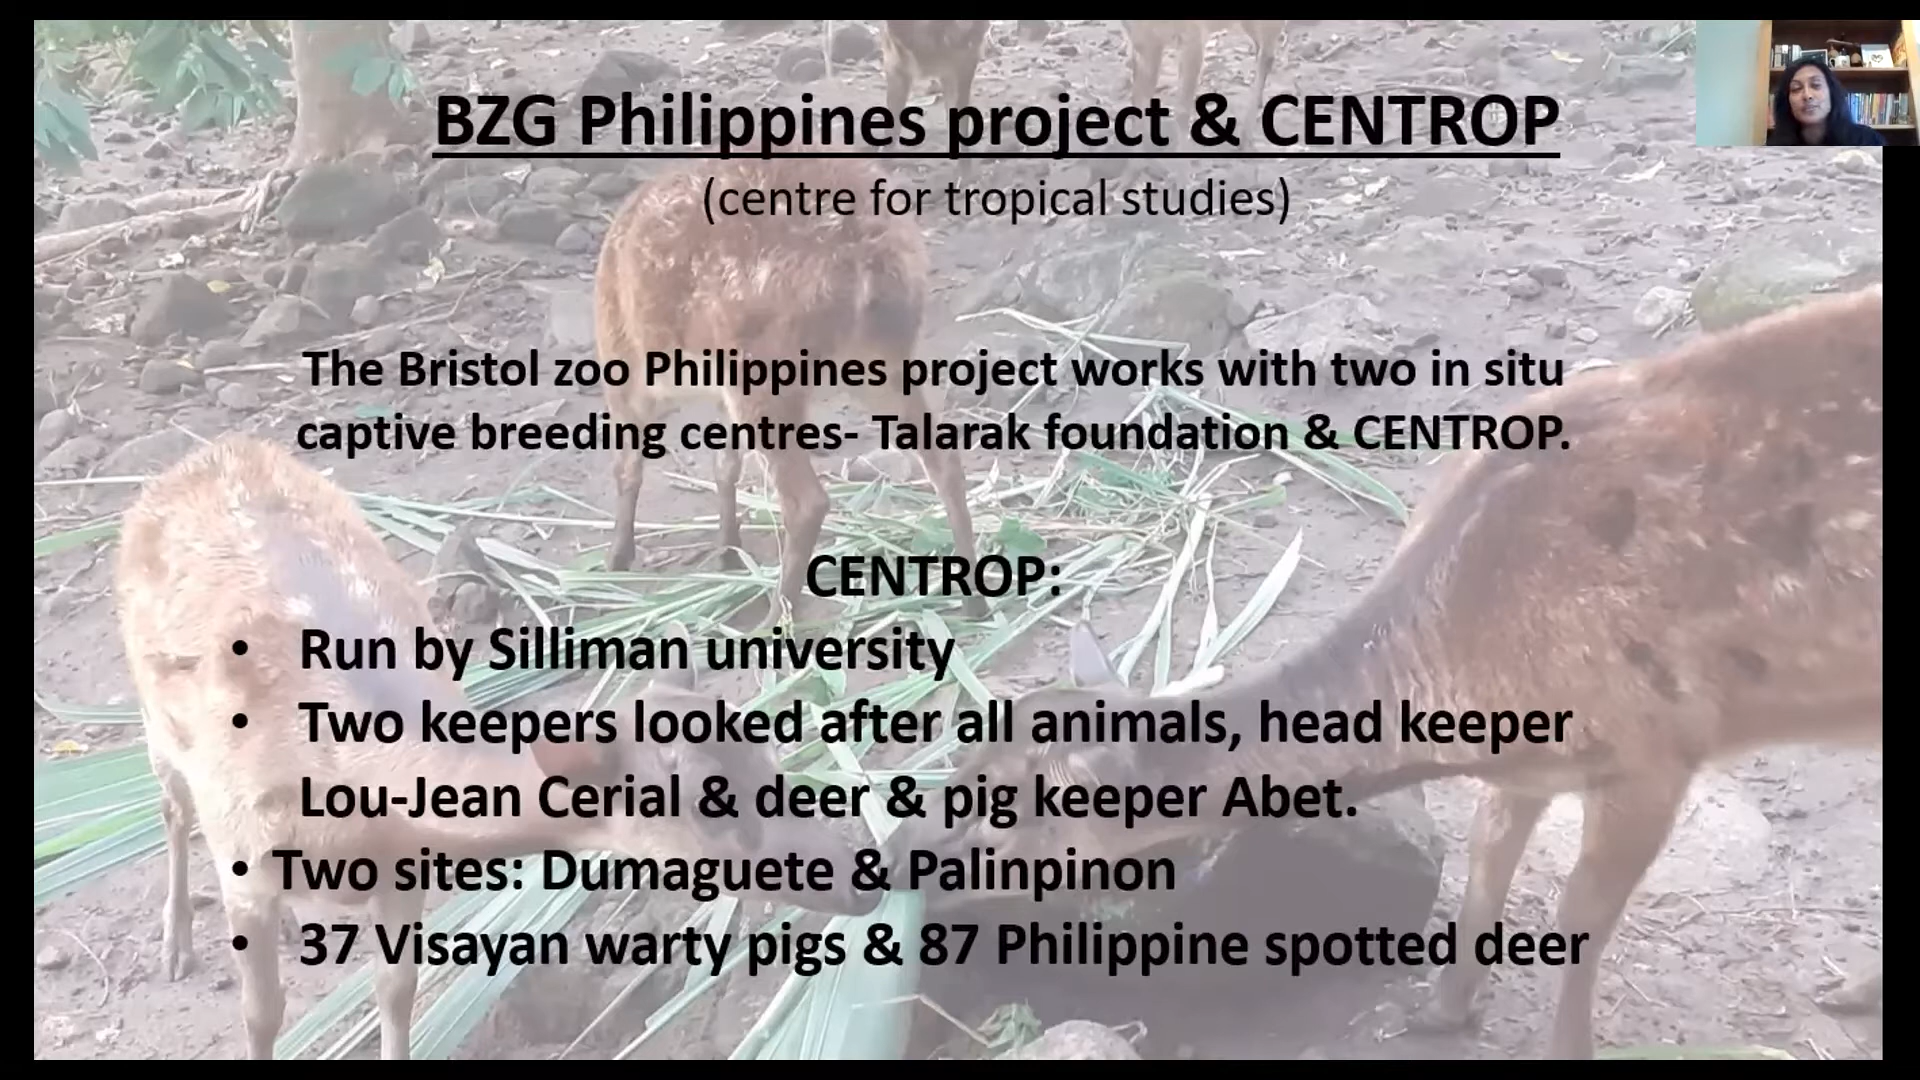 BZG Philippines project & CENTROP
(centre for tropical studies)
The Bristol zoo Philippines project works with two in situ
captive breeding centres- Talarak foundation & CENTROP.
CENTROP:
• Run by Silliman university
• Two keepers looked after all animals, head keeper
Lou-Jean Cerial & deer & pig keeper Abet.
• Two sites: Dumaguete & Palinpinon
• 37 Visayan warty pigs & 87 Philippine spotted deer